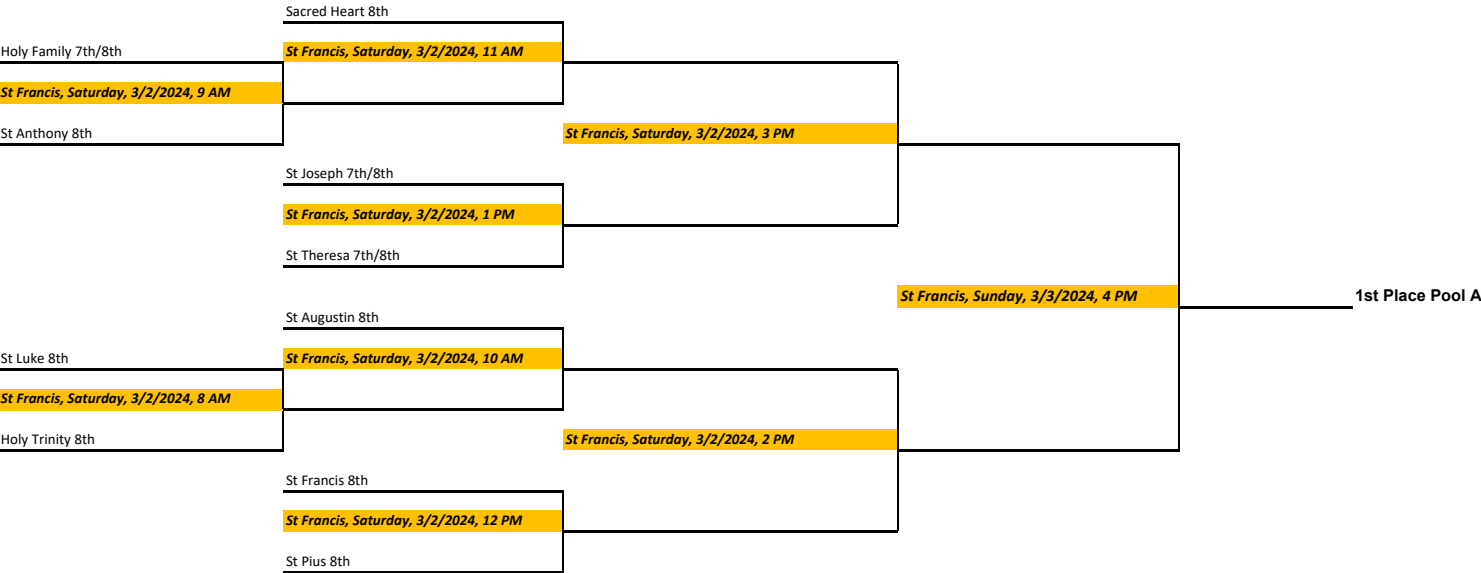 Sacred Heart 8th
Holy Family 7th/8th
St Francis, Saturday, 3/2/2024, 11 AM
St Francis, Saturday, 3/2/2024, 9 AM
St Anthony 8th
St Francis, Saturday, 3/2/2024, 3 PM
St Joseph 7th/8th
St Francis, Saturday, 3/2/2024, 1 PM
St Theresa 7th/8th
St Francis, Sunday, 3/3/2024, 4 PM
1st Place Pool A
St Augustin 8th
St Luke 8th
St Francis, Saturday, 3/2/2024, 10 AM
St Francis, Saturday, 3/2/2024, 8 AM
Holy Trinity 8th
St Francis, Saturday, 3/2/2024, 2 PM
St Francis 8th
St Francis, Saturday, 3/2/2024, 12 PM
St Pius 8th